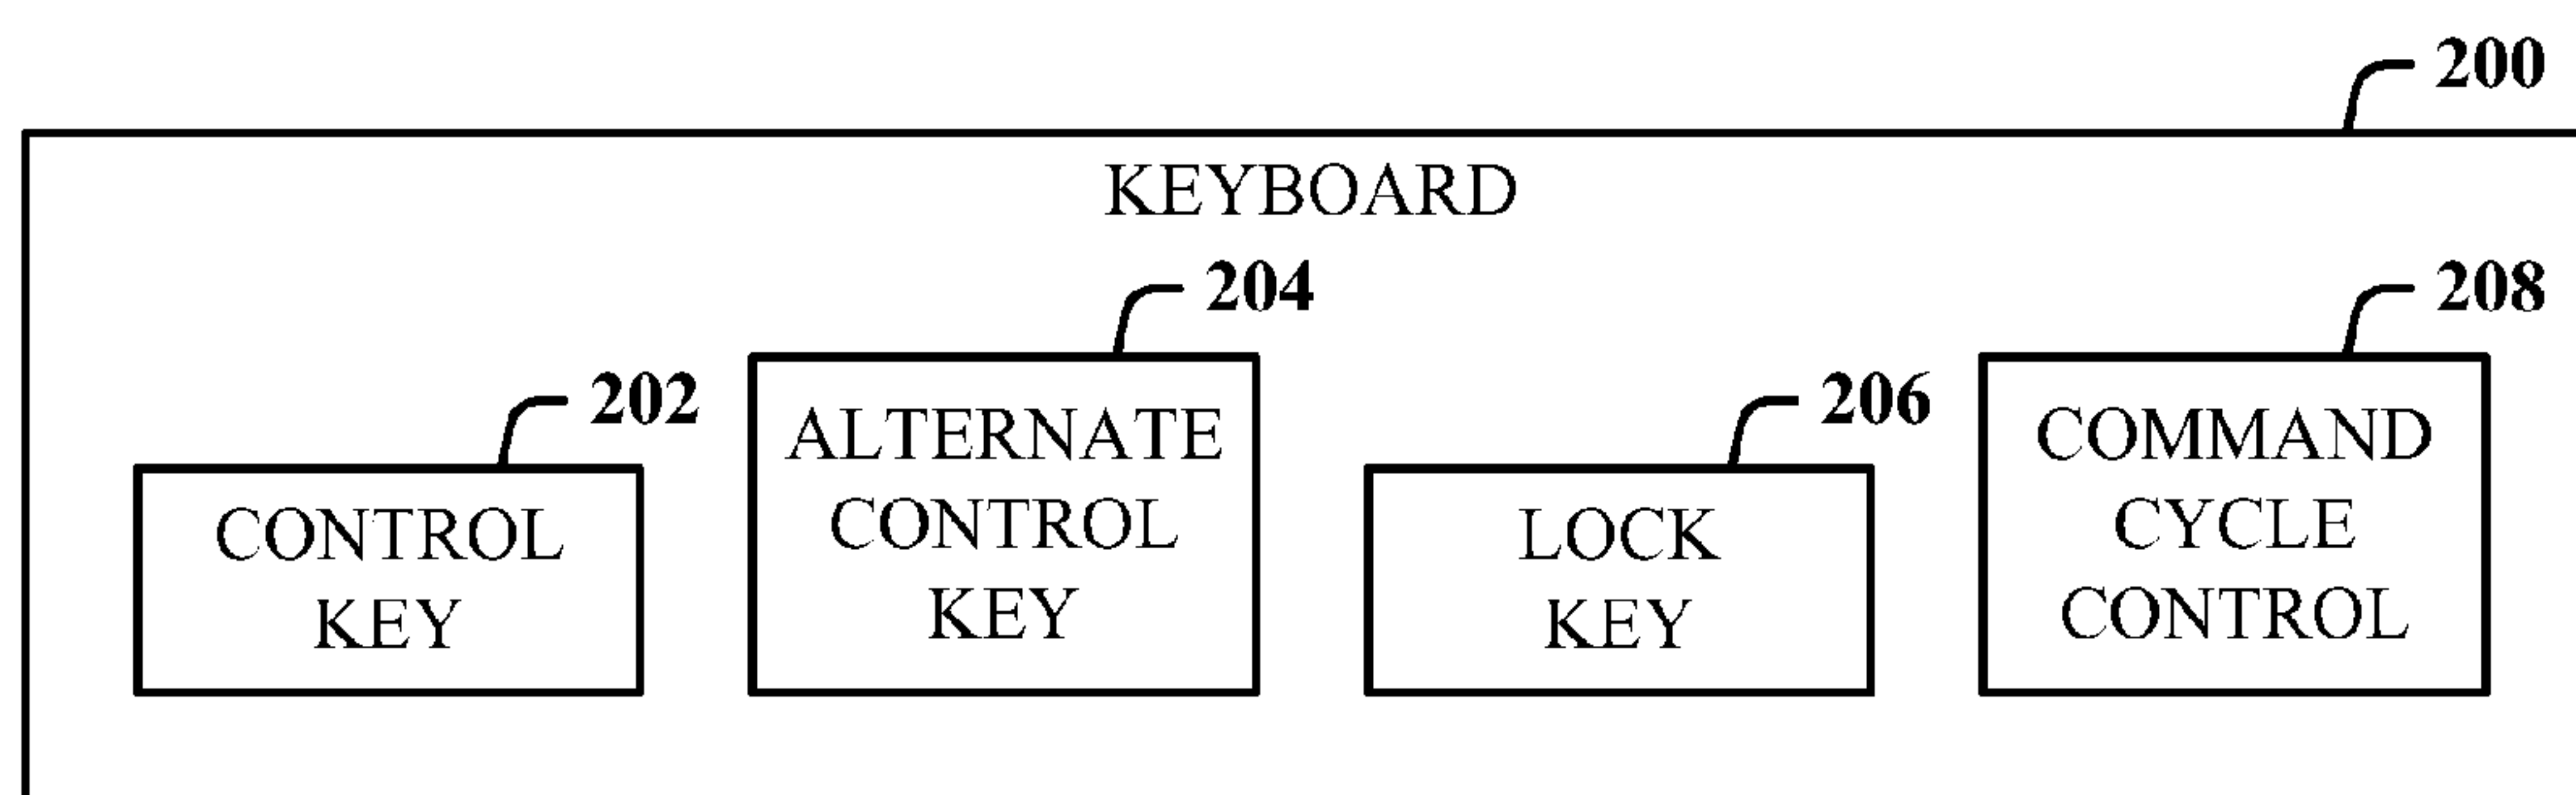 200
KEYBOARD
204
208
202
206
ALTERNATE
CONTROL
KEY
COMMAND
CYCLE
CONTROL
CONTROL
KEY
LOCK
KEY